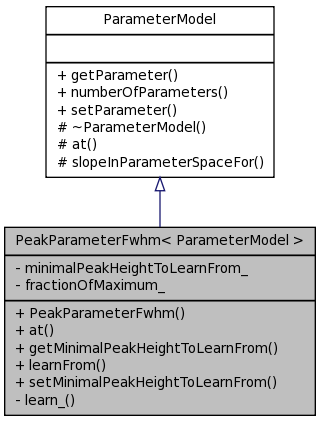 ParameterModel
+ getParameter()
+ numberOfParameters()
+ setParameter()
# ~ParameterModel()
# at()
# slopeInParameterSpaceFor()
PeakParameterFwhm< ParameterModel >
- minimalPeakHeightToLearnFrom_
- fractionOfMaximum_
+ PeakParameterFwhm()
+ at()
+ getMinimalPeakHeightToLearnFrom()
+ learnFrom()
+ setMinimalPeakHeightToLearnFrom()
- learn_()